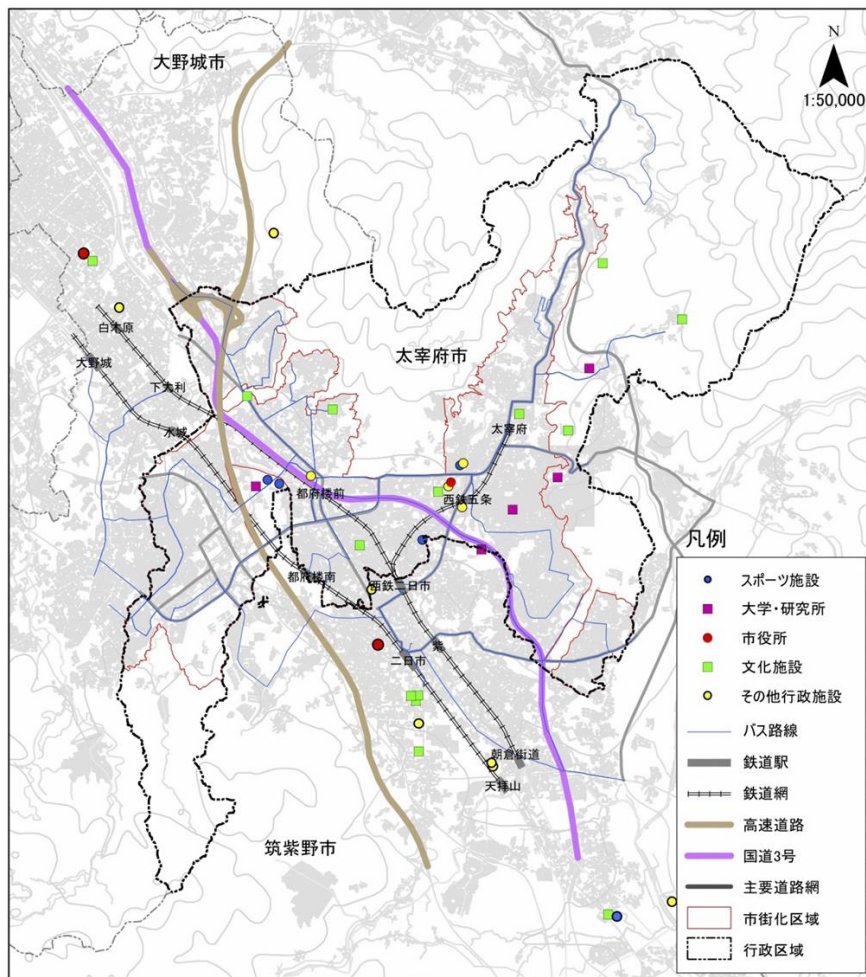 大野城市
N
1:50,000
白木原
大野城
下大利
水城
太宰府市
太宰府
都府楼前
西鉄五条
都府楼南
西鉄二日市
紫
二日市
朝倉街道
天拝山
筑紫野市
凡例
スポーツ施設
大学・研究所
市役所
文化施設
その他行政施設
バス路線
鉄道駅
鉄道網
高速道路
国道3号
主要道路網
市街化区域
行政区域